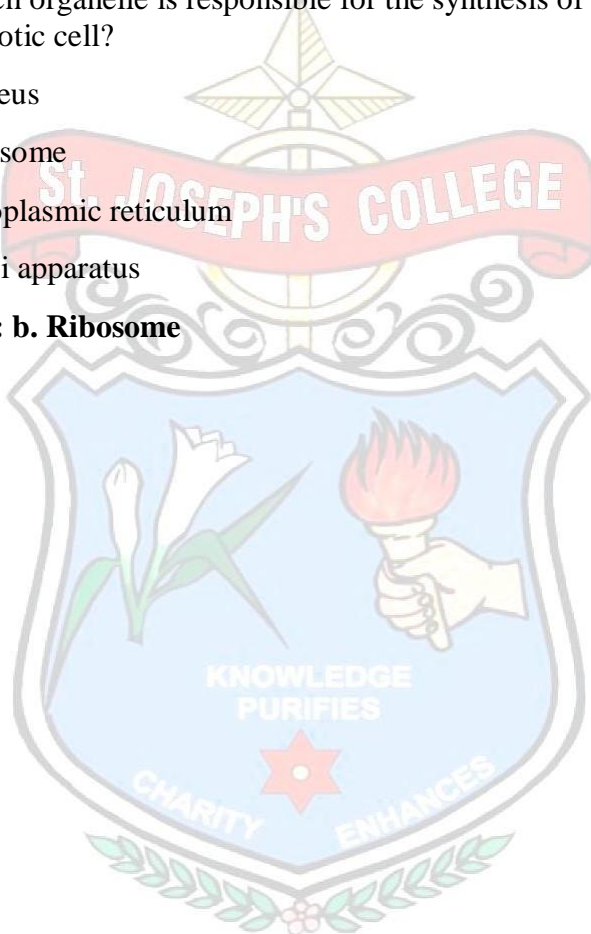 ch organelle is responsible for the synthesis of
otic cell?
eus
some
oplasmic reticulum
i apparatus
: b. Ribosome
St. JOSEPH'S COLLEGE
KNOWLEDGE
PURIFIES
CHARITY
ENHANCES